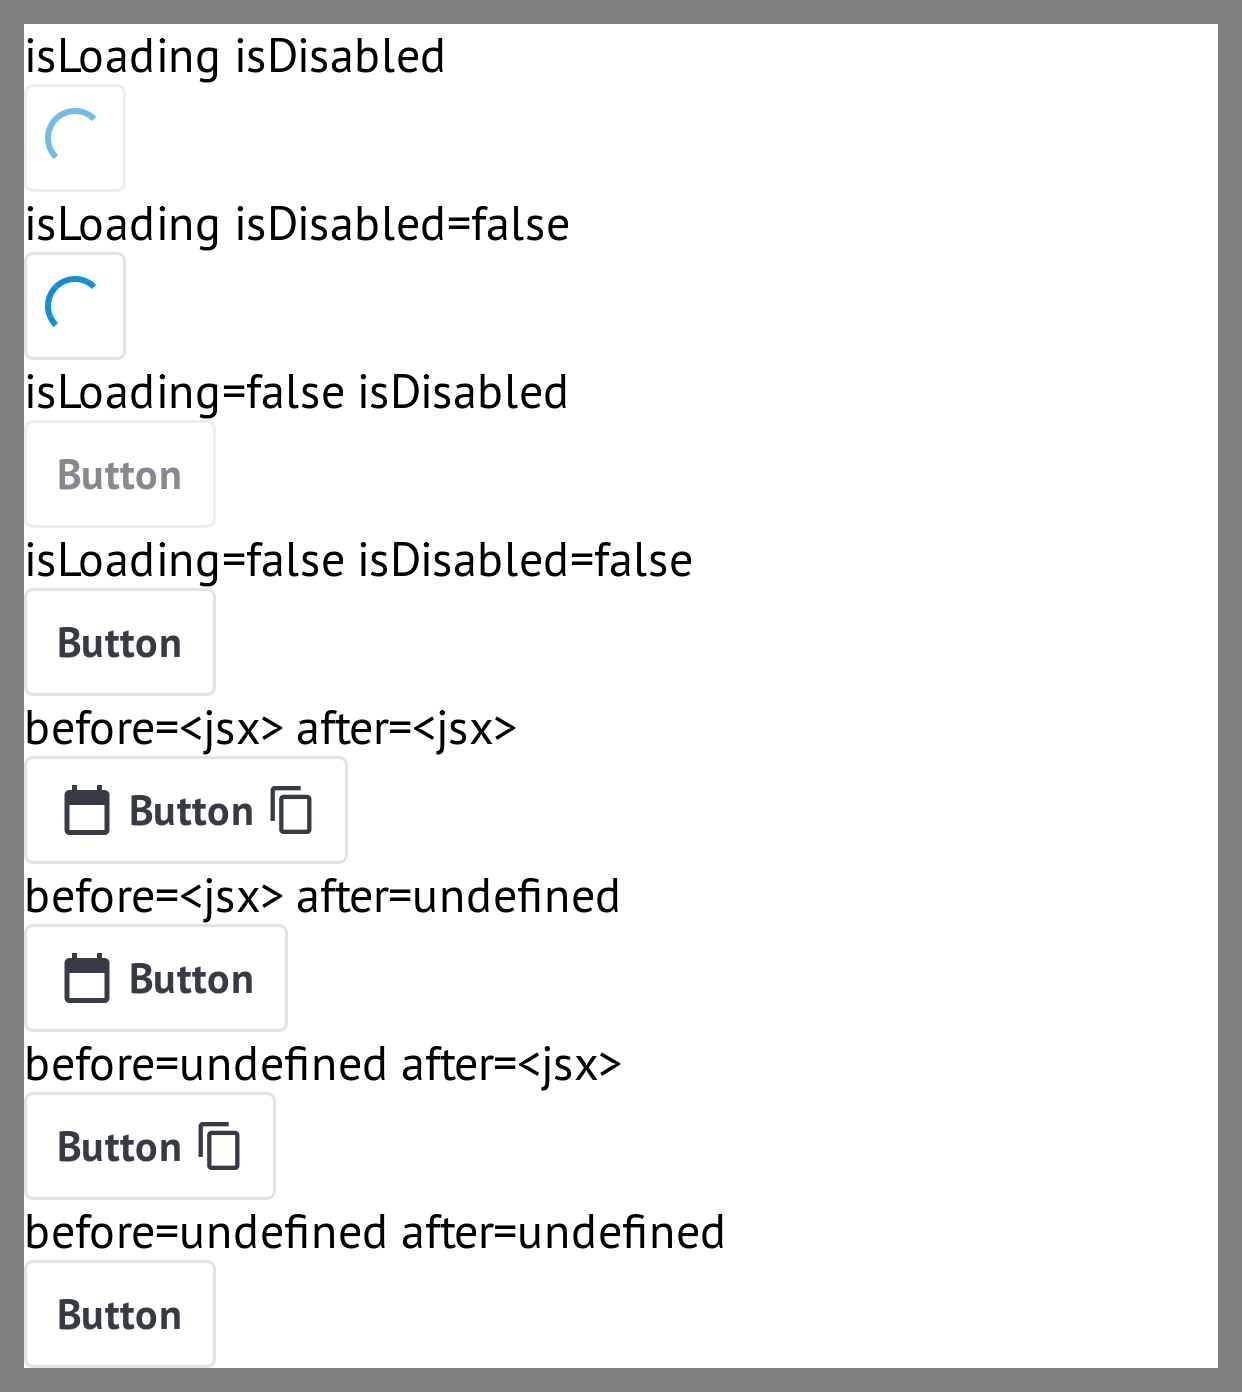 isLoading isDisabled
isLoading isDisabled=false
isLoading=false isDisabled
Button
isLoading=false isDisabled=false
Button
before=<jsx> after=<jsx>
Button
before=<jsx> after=undefined
Button
before=undefined after=<jsx>
Button
before=undefined after=undefined
Button